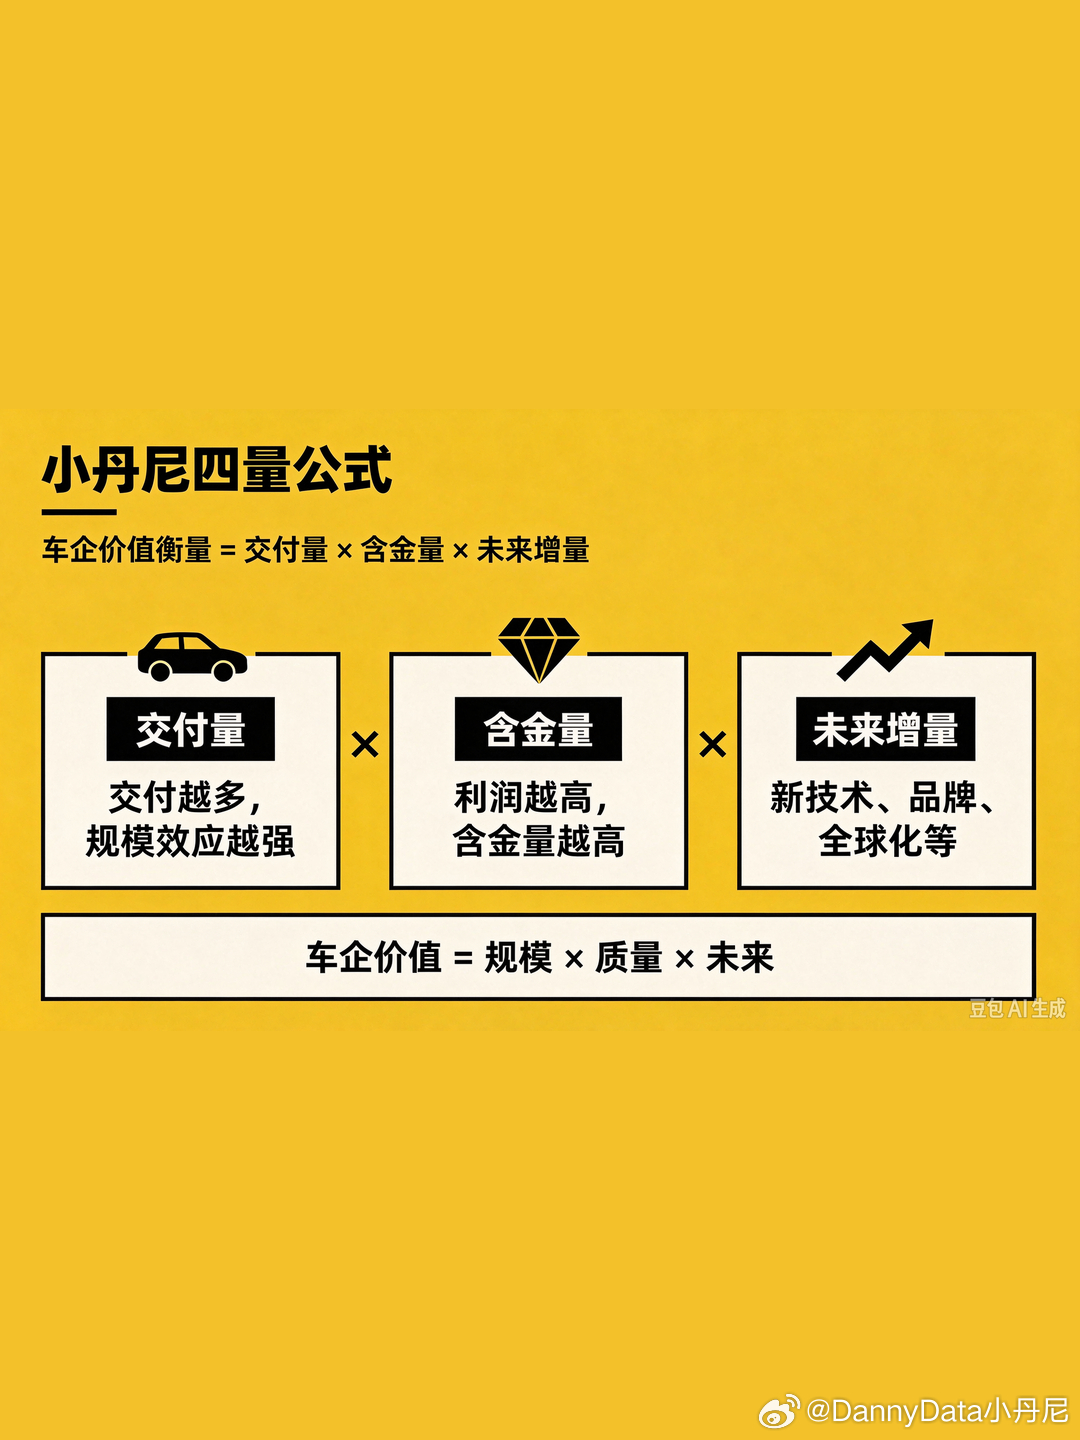 小丹尼四量公式
车企价值衡量 = 交付量 × 含金量 × 未来增量
交付量
交付越多，
规模效应越强
×
含金量
利润越高，
含金量越高
×
未来增量
新技术、品牌、
全球化等
车企价值 = 规模 × 质量 × 未来
豆包 AI 生成
@DannyData小丹尼